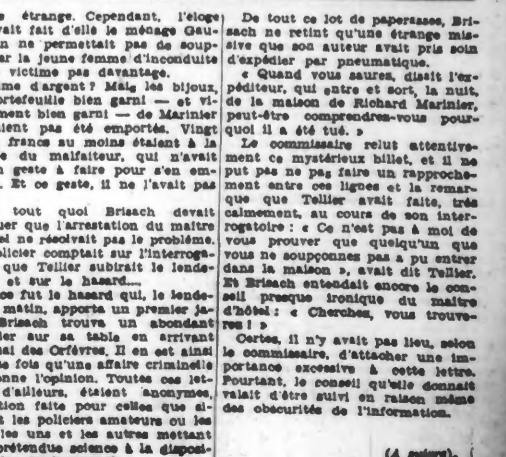 e étrange. Cependant, l'éloge
vait fait d'elle le ménage Gau-
n ne permettait pas de soup-
ar la jeune femme d'inconduite
victime pas davantage.
me d'argent ? Mais les bijoux,
ortefeuille bien garni — et vi-
ment bien garni — de Marinier
ient pas été emportés. Vingt
francs au moins étaient à la
e du malfaiteur, qui n'avait
n geste à faire pour s'en em-
. Et ce geste, il ne l'avait pas
tout quoi Brisach devait
uer que l'arrestation du maître
el ne résolvait pas le problème.
olicier comptait sur l'interroga-
que Tellier subirait le lende-
et sur le hasard....
ce fut le hasard qui, le lende-
matin, apporta un premier ja-
Brisach trouva un abondant
ier sur sa table en arrivant
ai des Orfèvres. Il en est ainsi
e fois qu'une affaire criminelle
onne l'opinion. Toutes ces let-
d'ailleurs, étaient anonymes,
tion faite pour celles que si-
t les policiers amateurs ou les
les uns et les autres mettant
prétendue science à la disposi-
De tout ce lot de paperasses, Bri-
sach ne retint qu'une étrange mis-
sive que son auteur avait pris soin
d'expédier par pneumatique.
« Quand vous saures, disait l'ex-
péditeur, qui entre et sort, la nuit,
de la maison de Richard Marinier,
peut-être comprendres-vous pour-
quoi il a été tué. »
Le commissaire relut attentive-
ment ce mystérieux billet, et il ne
put pas ne pas faire un rapproche-
ment entre ces lignes et la remar-
que que Tellier avait faite, très
calmement, au cours de son inter-
rogatoire : « Ce n'est pas à moi de
vous prouver que quelqu'un que
vous ne soupçonnes pas a pu entrer
dans la maison », avait dit Tellier.
Et Brisach entendait encore le con-
seil presque ironique du maître
d'hôtel : « Cherches, vous trouve-
res ! »
Certes, il n'y avait pas lieu, selon
le commissaire, d'attacher une im-
portance excessive à cette lettre.
Pourtant, le conseil qu'elle donnait
valait d'être suivi en raison même
des obscurités de l'information.
(A suivre).